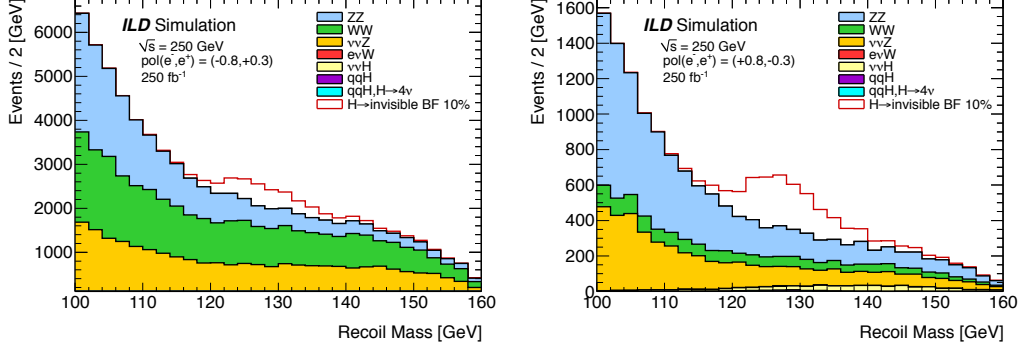 ILD Simulation
√s = 250 GeV
pol(e⁻,e⁺) = (-0.8,+0.3)
250 fb⁻¹
ZZ
WW
ννZ
eνW
ννH
qqH
qqH,H→4ν
H→invisible BF 10%
Events / 2 [GeV]
6000
5000
4000
3000
2000
1000
100 110 120 130 140 150 160
Recoil Mass [GeV]
ILD Simulation
√s = 250 GeV
pol(e⁻,e⁺) = (+0.8,-0.3)
250 fb⁻¹
ZZ
WW
ννZ
eνW
ννH
qqH
qqH,H→4ν
H→invisible BF 10%
Events / 2 [GeV]
1600
1400
1200
1000
800
600
400
200
0
100 110 120 130 140 150 160
Recoil Mass [GeV]